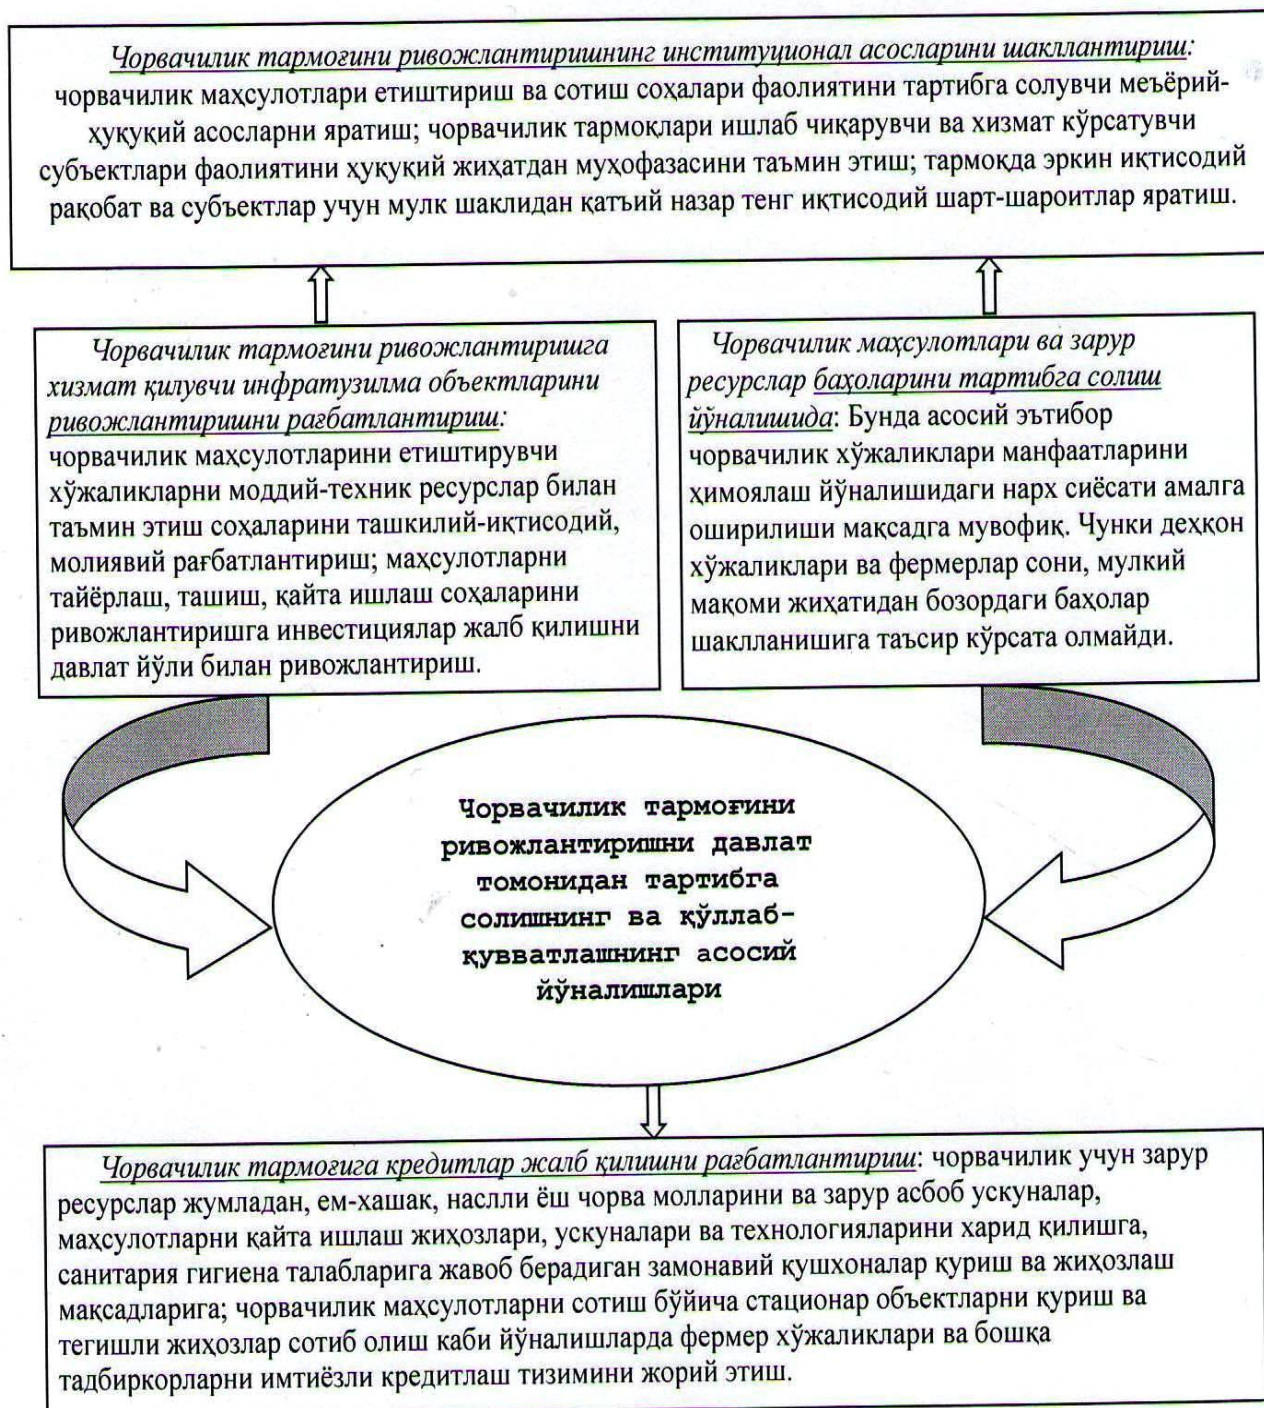 Чорвачилик тармоғини ривожлантиришнинг институционал асосларини шакллантириш:
чорвачилик маҳсулотлари етиштириш ва сотиш соҳалари фаолиятини тартибга солувчи меъёрий-
ҳуқуқий асосларни яратиш; чорвачилик тармоқлари ишлаб чиқарувчи ва хизмат кўрсатувчи
субъектлари фаолиятини ҳуқуқий жиҳатдан муҳофазасини таъмин этиш; тармоқда эркин иқтисодий
рақобат ва субъектлар учун мулк шаклидан қатъий назар тенг иқтисодий шарт-шароитлар яратиш.
Чорвачилик тармоғини ривожлантиришга
хизмат қилувчи инфратузилма объектларини
ривожлантиришни рағбатлантириш:
чорвачилик маҳсулотларини етиштирувчи
хўжаликларни моддий-техник ресурслар билан
таъмин этиш соҳаларини ташкилий-иқтисодий,
молиявий рағбатлантириш; маҳсулотларни
тайёрлаш, ташиш, қайта ишлаш соҳаларини
ривожлантиришга инвестициялар жалб қилишни
давлат йўли билан ривожлантириш.
Чорвачилик маҳсулотлари ва зарур
ресурслар баҳоларини тартибга солиш
йўналишида: Бунда асосий эътибор
чорвачилик хўжаликлари манфаатларини
ҳимоялаш йўналишидаги нарх сиёсати амалга
оширилиши мақсадга мувофиқ. Чунки деҳқон
хўжаликлари ва фермерлар сони, мулкий
мақоми жиҳатидан бозордаги баҳолар
шаклланишига таъсир кўрсата олмайди.
Чорвачилик тармоғини
ривожлантиришни давлат
томонидан тартибга
солишнинг ва қўллаб-
қувватлашнинг асосий
йўналишлари
Чорвачилик тармоғига кредитлар жалб қилишни рағбатлантириш: чорвачилик учун зарур
ресурслар жумладан, ем-хашак, наслли ёш чорва молларини ва зарур асбоб ускуналар,
маҳсулотларни қайта ишлаш жиҳозлари, ускуналари ва технологияларини харид қилишга,
санитария гигиена талабларига жавоб берадиган замонавий қушхоналар қуриш ва жиҳозлаш
мақсадларига; чорвачилик маҳсулотларни сотиш бўйича стационар объектларни қуриш ва
тегишли жиҳозлар сотиб олиш каби йўналишларда фермер хўжаликлари ва бошқа
тадбиркорларни имтиёзли кредитлаш тизимини жорий этиш.